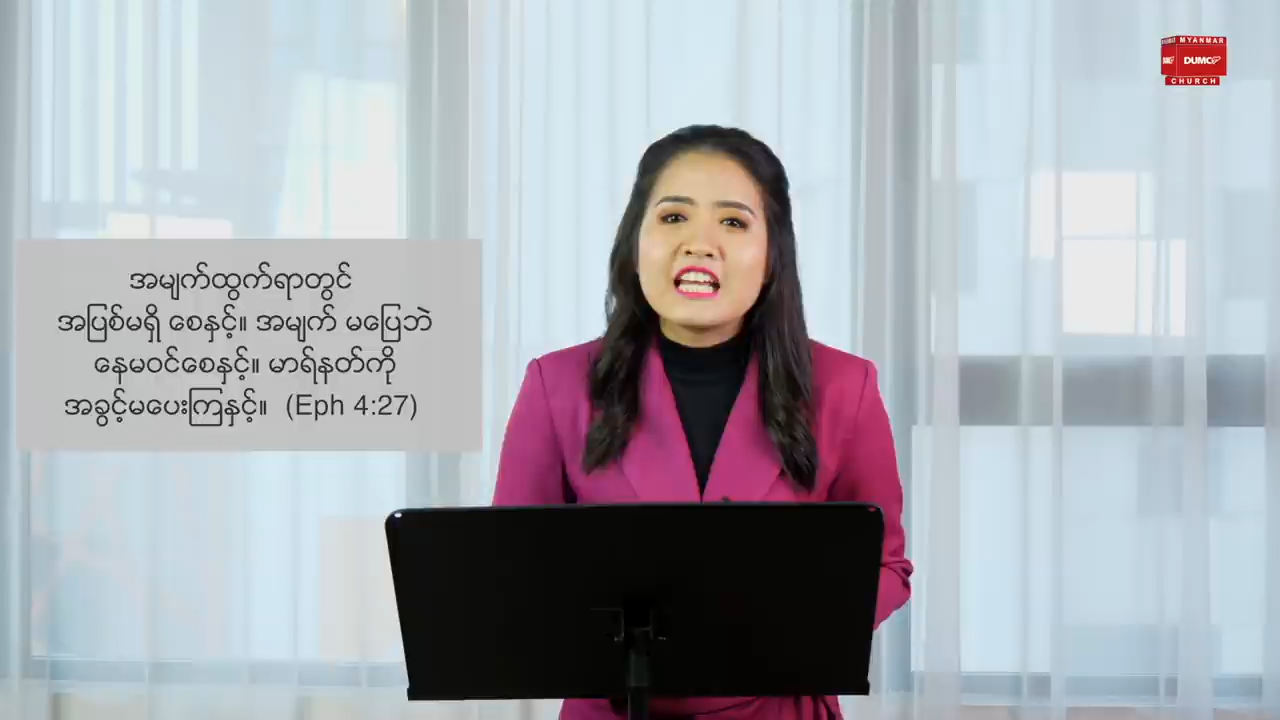 အမျက်ထွက်ရာတွင်
အပြစ်မရှိ စေနှင့်။ အမျက် မပြေဘဲ
နေမဝင်စေနှင့်။ မာရ်နတ်ကို
အခွင့်မပေးကြနှင့်။ (Eph 4:27)
MYANMAR
DUMC
CHURCH